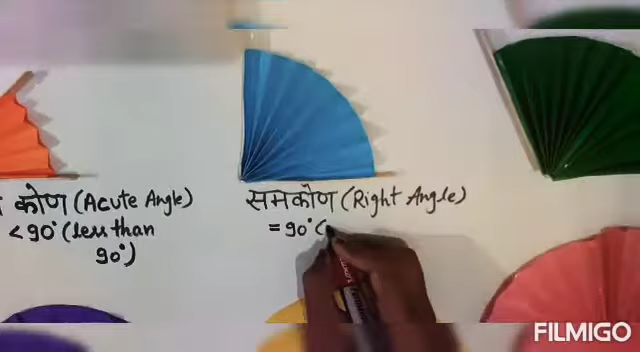 कोण (Acute Angle)
<90° (less than
90°)
समकोण (Right Angle)
= 90° (
FILMIGO